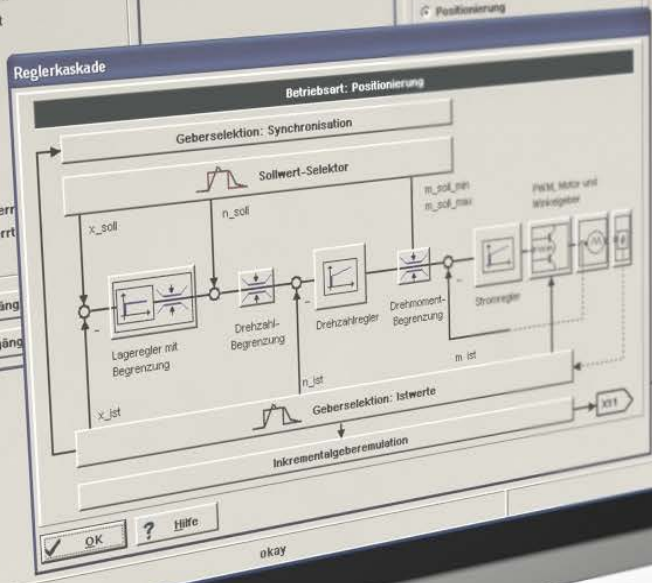 Positionierung
Reglerkaskade
Betriebsart: Positionierung
Geberselektion: Synchronisation
Sollwert-Selektor
x_soll
n_soll
m_soll_min
m_soll_max
PWM, Motor und
Winkelgeber
Lageregler mit
Begrenzung
Drehzahl-
Begrenzung
Drehzahlregler
Drehmoment-
Begrenzung
Stromregler
x_ist
n_ist
m_ist
Geberselektion: Istwerte
Inkrementalgeberemulation
X11
OK
? Hilfe
okay